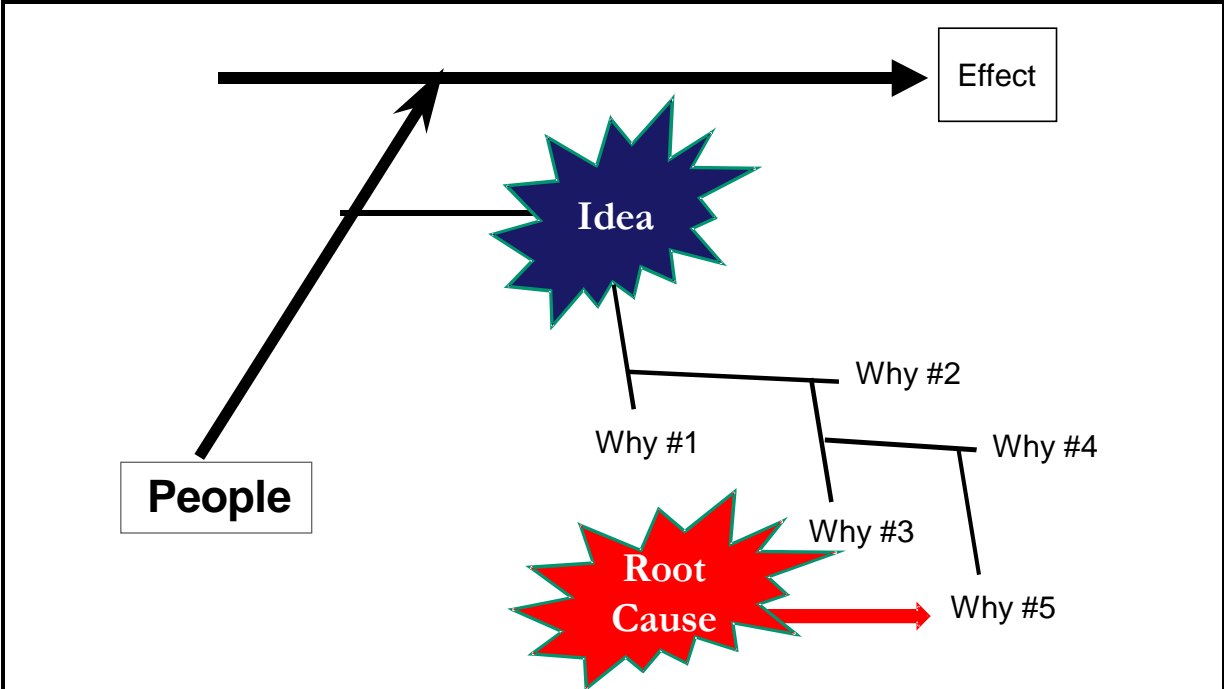 Effect
Idea
Why #2
Why #1
Why #4
People
Why #3
Root
Cause
Why #5